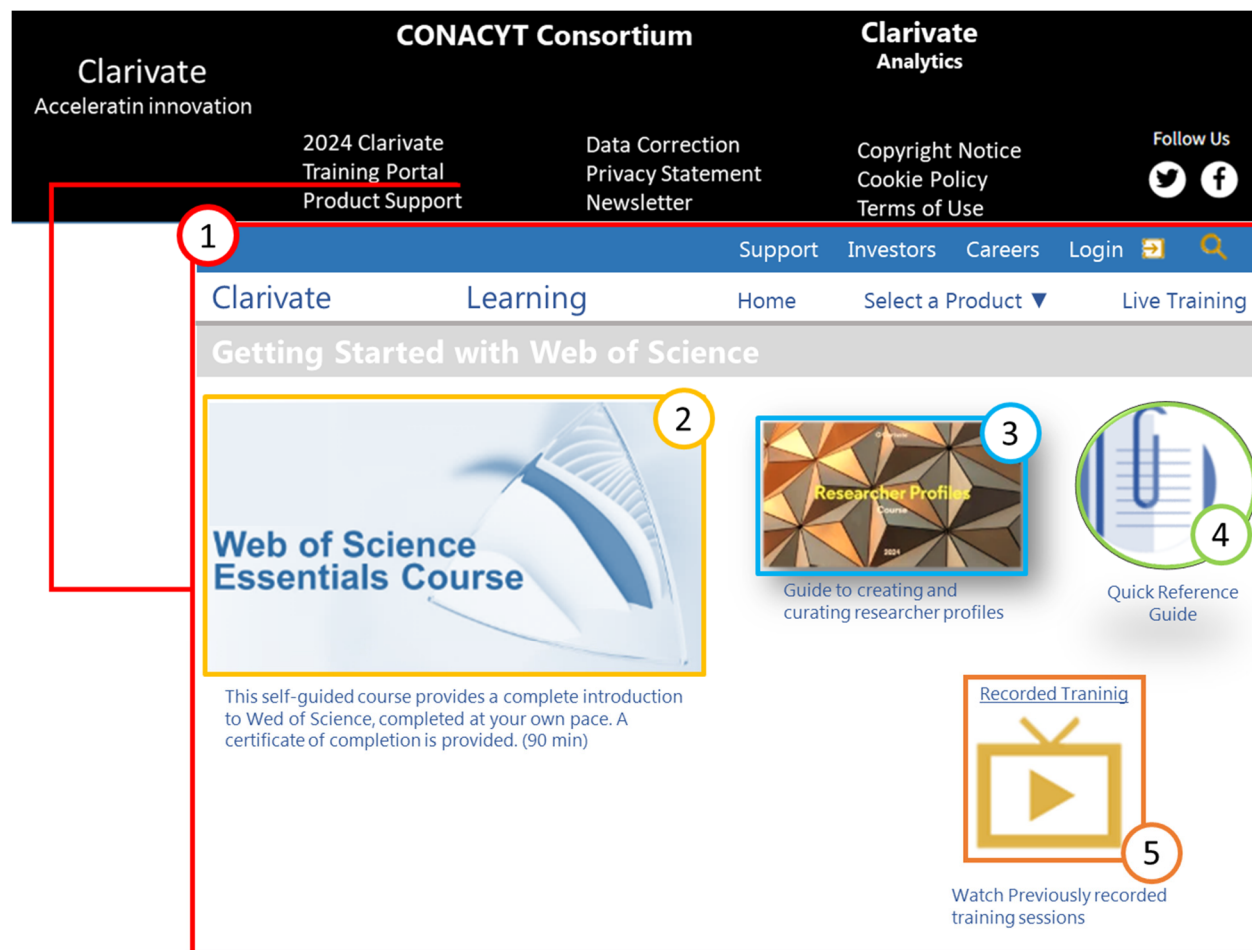 CONACYT Consortium
Clarivate
Analytics
Clarivate
Acceleratin innovation
2024 Clarivate
Training Portal
Product Support
Data Correction
Privacy Statement
Newsletter
Copyright Notice
Cookie Policy
Terms of Use
Follow Us
1
Support Investors Careers Login
Clarivate Learning Home Select a Product ▼ Live Training
Getting Started with Web of Science
2
Web of Science
Essentials Course
This self-guided course provides a complete introduction
to Wed of Science, completed at your own pace. A
certificate of completion is provided. (90 min)
3
Clarivate
Researcher Profiles
Course
2024
Guide to creating and
curating researcher profiles
4
Quick Reference
Guide
Recorded Traninig
5
Watch Previously recorded
training sessions